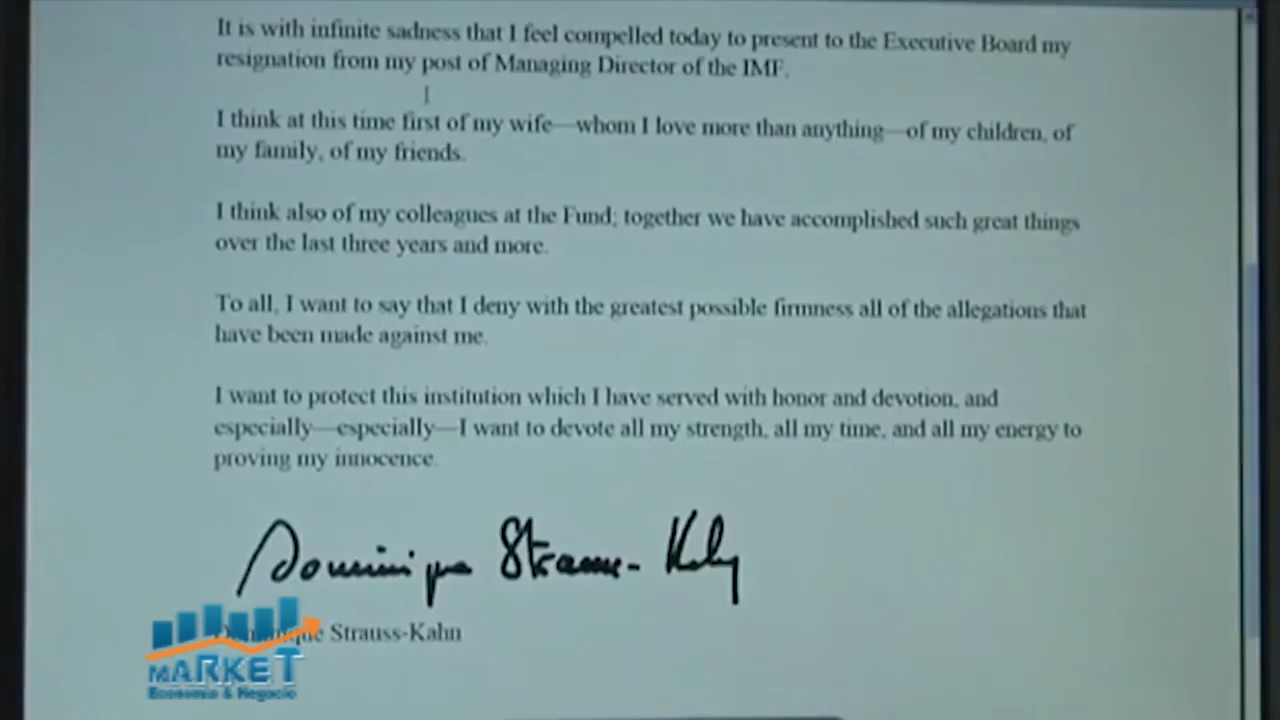 It is with infinite sadness that I feel compelled today to present to the Executive Board my
resignation from my post of Managing Director of the IMF.
I think at this time first of my wife—whom I love more than anything—of my children, of
my family, of my friends.
I think also of my colleagues at the Fund; together we have accomplished such great things
over the last three years and more.
To all, I want to say that I deny with the greatest possible firmness all of the allegations that
have been made against me.
I want to protect this institution which I have served with honor and devotion, and
especially—especially—I want to devote all my strength, all my time, and all my energy to
proving my innocence.
Dominique Strauss-Kahn
Dominique Strauss-Kahn
MARKET
Economia & Negocio